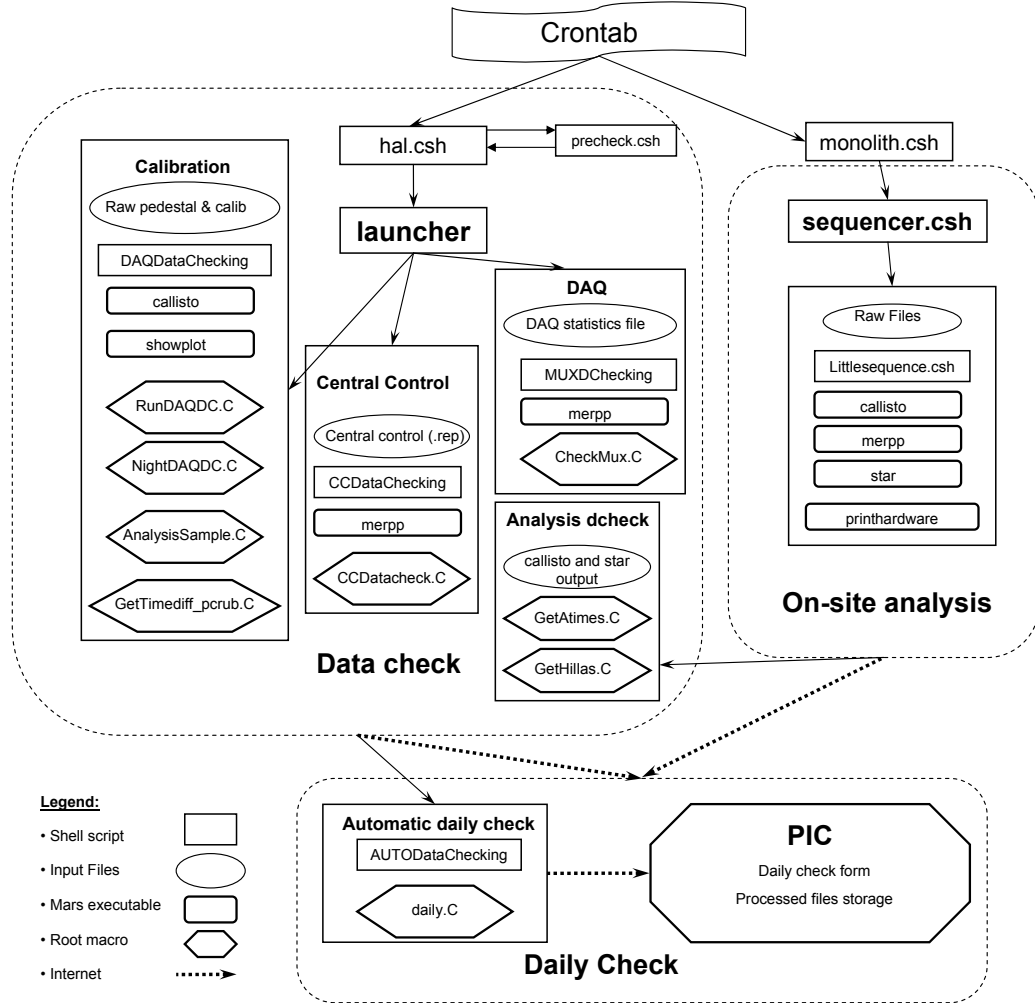 Crontab
hal.csh
precheck.csh
monolith.csh
Calibration
Raw pedestal & calib
DAQDataChecking
callisto
showplot
RunDAQDC.C
NightDAQDC.C
AnalysisSample.C
GetTimediff_pcrub.C
launcher
Central Control
Central control (.rep)
CCDataChecking
merpp
CCDatacheck.C
DAQ
DAQ statistics file
MUXDChecking
merpp
CheckMux.C
Analysis dcheck
callisto and star
output
GetAtimes.C
GetHillas.C
Data check
sequencer.csh
Raw Files
Littlesequence.csh
callisto
merpp
star
printhardware
On-site analysis
Legend:
• Shell script
• Input Files
• Mars executable
• Root macro
• Internet
Automatic daily check
AUTODataChecking
daily.C
PIC
Daily check form
Processed files storage
Daily Check